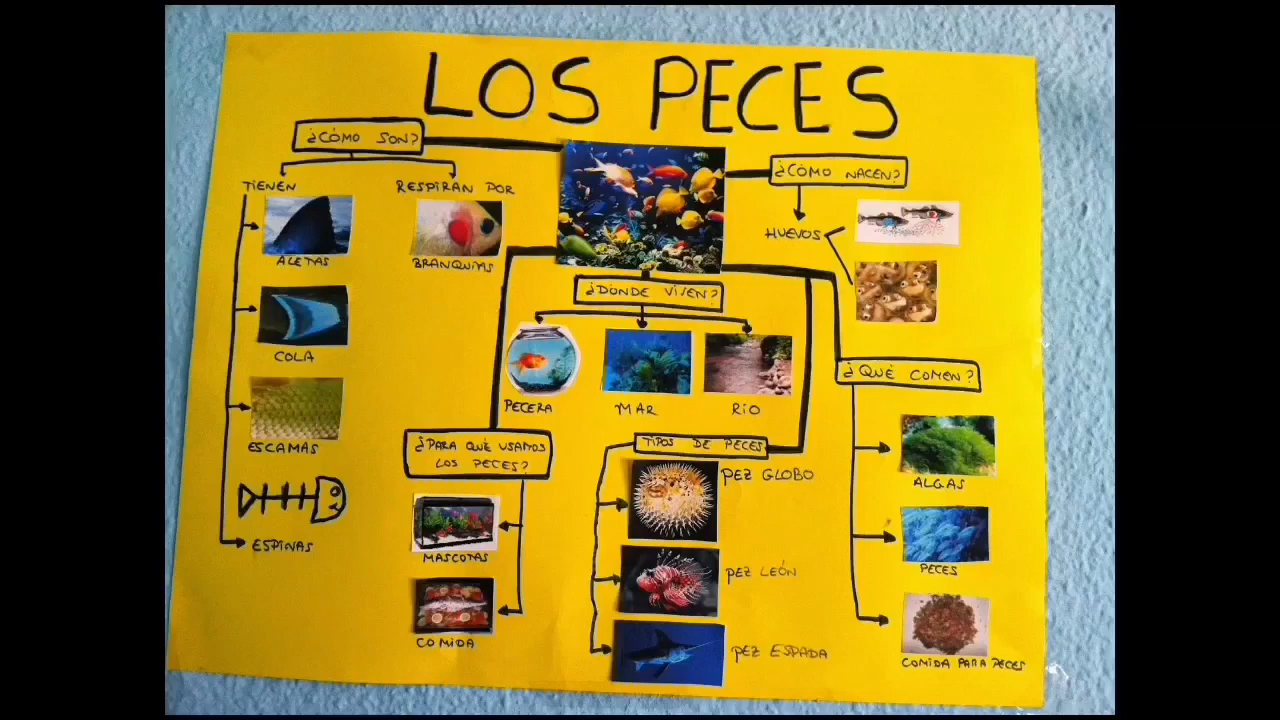 LOS PECES
¿CÓMO SON?
TIENEN
ALETAS
COLA
ESCAMAS
ESPINAS
RESPIRAN POR
BRANQUIAS
¿CÓMO NACEN?
HUEVOS
¿DÓNDE VIVEN?
PECERA
MAR
RÍO
¿PARA QUÉ USAMOS
LOS PECES?
MASCOTAS
COMIDA
TIPOS DE PECES
PEZ GLOBO
PEZ LEÓN
PEZ ESPADA
¿QUÉ COMEN?
ALGAS
PECES
COMIDA PARA PECES